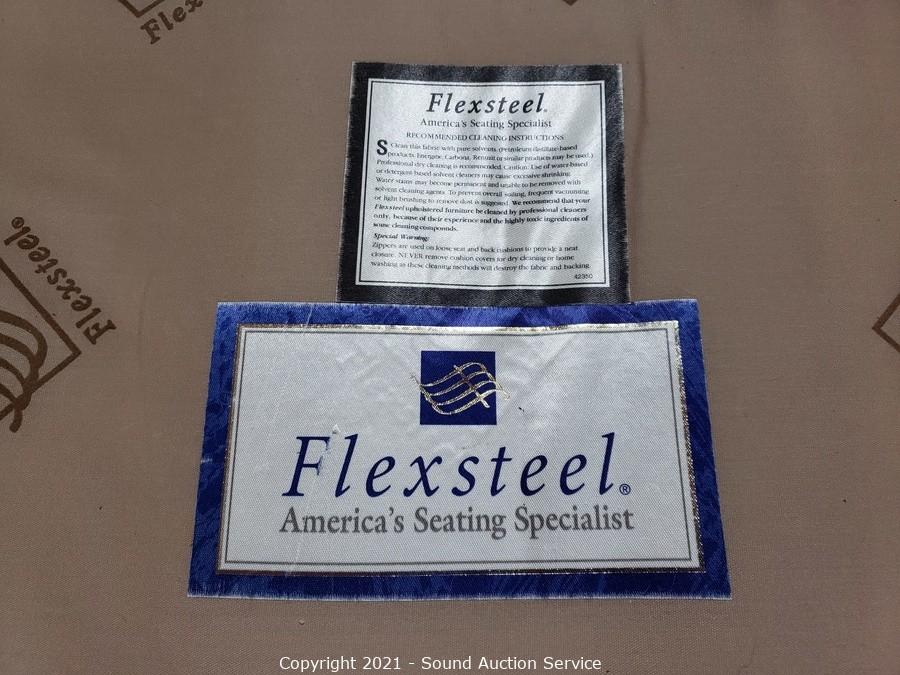 Flex
Flexsteel®
Flexsteel®
America's Seating Specialist
RECOMMENDED CLEANING INSTRUCTIONS
S Clean this fabric with pure solvents. (Petroleum distillate-based
products. Energine, Carbona, Renuzit or similar products may be used.)
Professional dry cleaning is recommended. Caution: Use of water-based
or detergent-based solvent cleaners may cause excessive shrinking.
Water stains may become permanent and unable to be removed with
solvent cleaning agents. To prevent overall soiling, frequent vacuuming
or light brushing to remove dust is suggested. We recommend that your
Flexsteel upholstered furniture be cleaned by professional cleaners
only, because of their experience and the highly toxic ingredients of
some cleaning compounds.
Special Warning:
Zippers are used on loose seat and back cushions to provide a neat
closure. NEVER remove cushion covers for dry cleaning or home
washing as these cleaning methods will destroy the fabric and backing.
42350
Flexsteel®
America's Seating Specialist
Copyright 2021 - Sound Auction Service